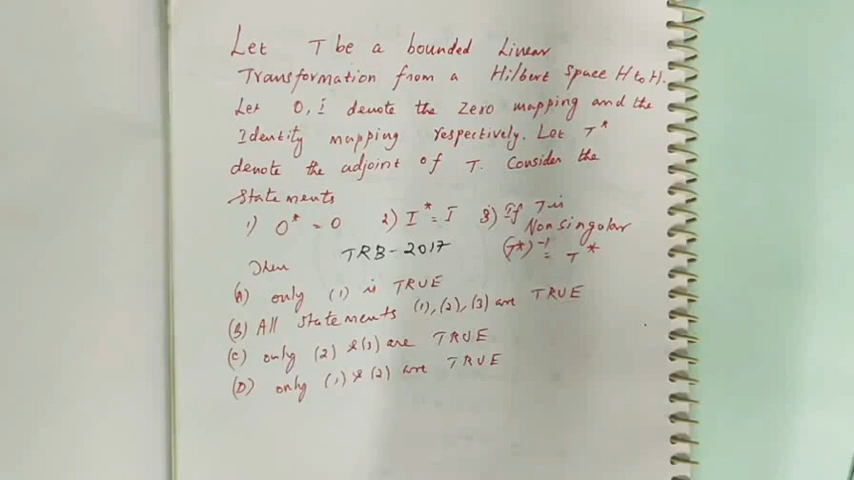 Let T be a bounded Linear
Transformation from a Hilbert Space H to H.
Let 0, I denote the Zero mapping and the
Identity mapping respectively. Let T*
denote the adjoint of T. Consider the
Statements
1) 0* = 0 2) I* = I 3) If T is
Nonsingular
Then TRB-2017 (T*)⁻¹ = T*
(A) only (1) is TRUE
(B) All Statements (1), (2), (3) are TRUE
(C) only (2) & (3) are TRUE
(D) only (1) & (2) are TRUE